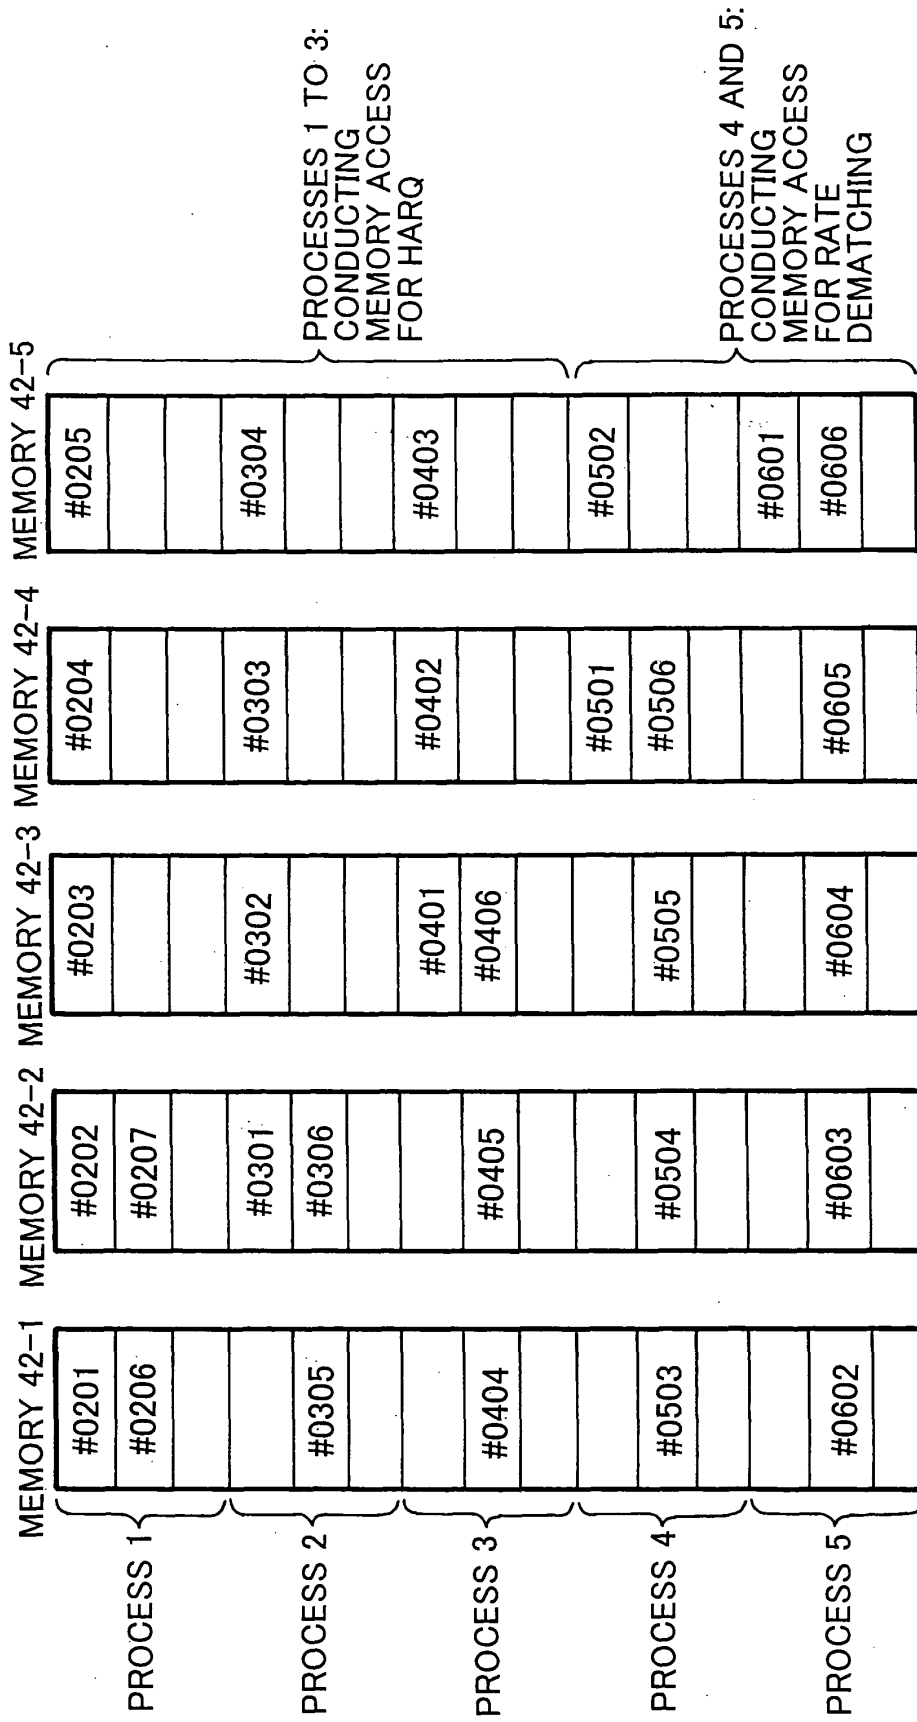 MEMORY 42-1
MEMORY 42-2
MEMORY 42-3
MEMORY 42-4
MEMORY 42-5
PROCESS 1
#0201
#0202
#0203
#0204
#0205
#0206
#0207
PROCESS 2
#0301
#0302
#0303
#0304
#0305
#0306
PROCESS 3
#0401
#0402
#0403
#0404
#0405
#0406
PROCESS 4
#0501
#0502
#0503
#0504
#0505
#0506
PROCESS 5
#0601
#0602
#0603
#0604
#0605
#0606
PROCESSES 1 TO 3:
CONDUCTING
MEMORY ACCESS
FOR HARQ
PROCESSES 4 AND 5:
CONDUCTING
MEMORY ACCESS
FOR RATE
DEMATCHING